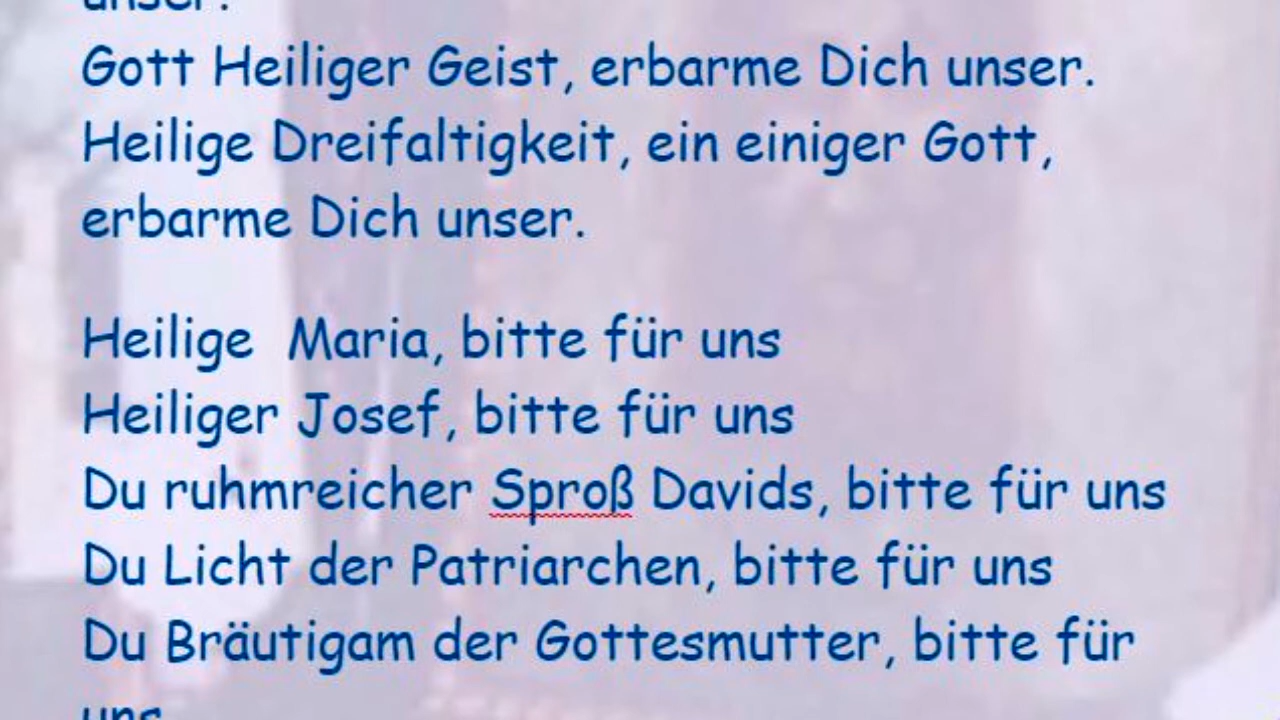 unser.
Gott Heiliger Geist, erbarme Dich unser.
Heilige Dreifaltigkeit, ein einiger Gott,
erbarme Dich unser.
Heilige Maria, bitte für uns
Heiliger Josef, bitte für uns
Du ruhmreicher Sproß Davids, bitte für uns
Du Licht der Patriarchen, bitte für uns
Du Bräutigam der Gottesmutter, bitte für
uns